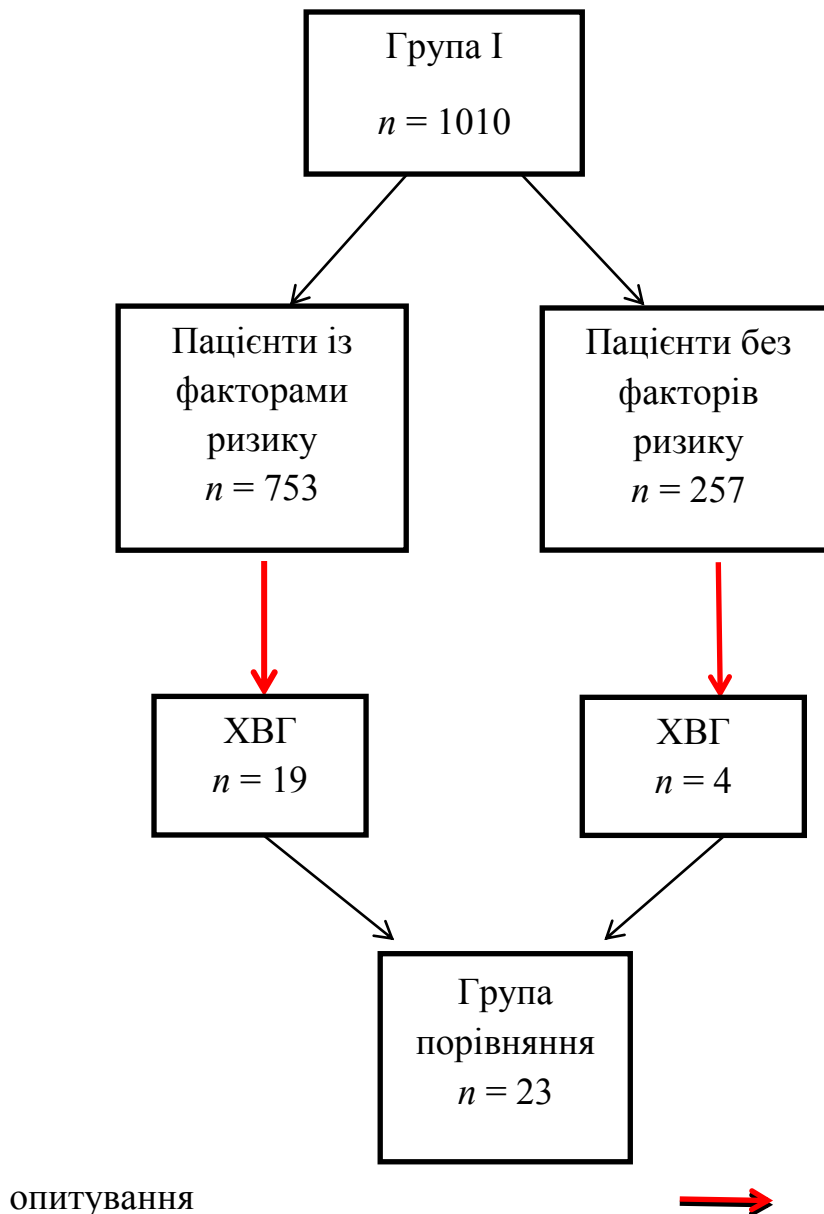 Група І
n = 1010
Пацієнти із
факторами
ризику
n = 753
Пацієнти без
факторів
ризику
n = 257
ХВГ
n = 19
ХВГ
n = 4
Група
порівняння
n = 23
опитування